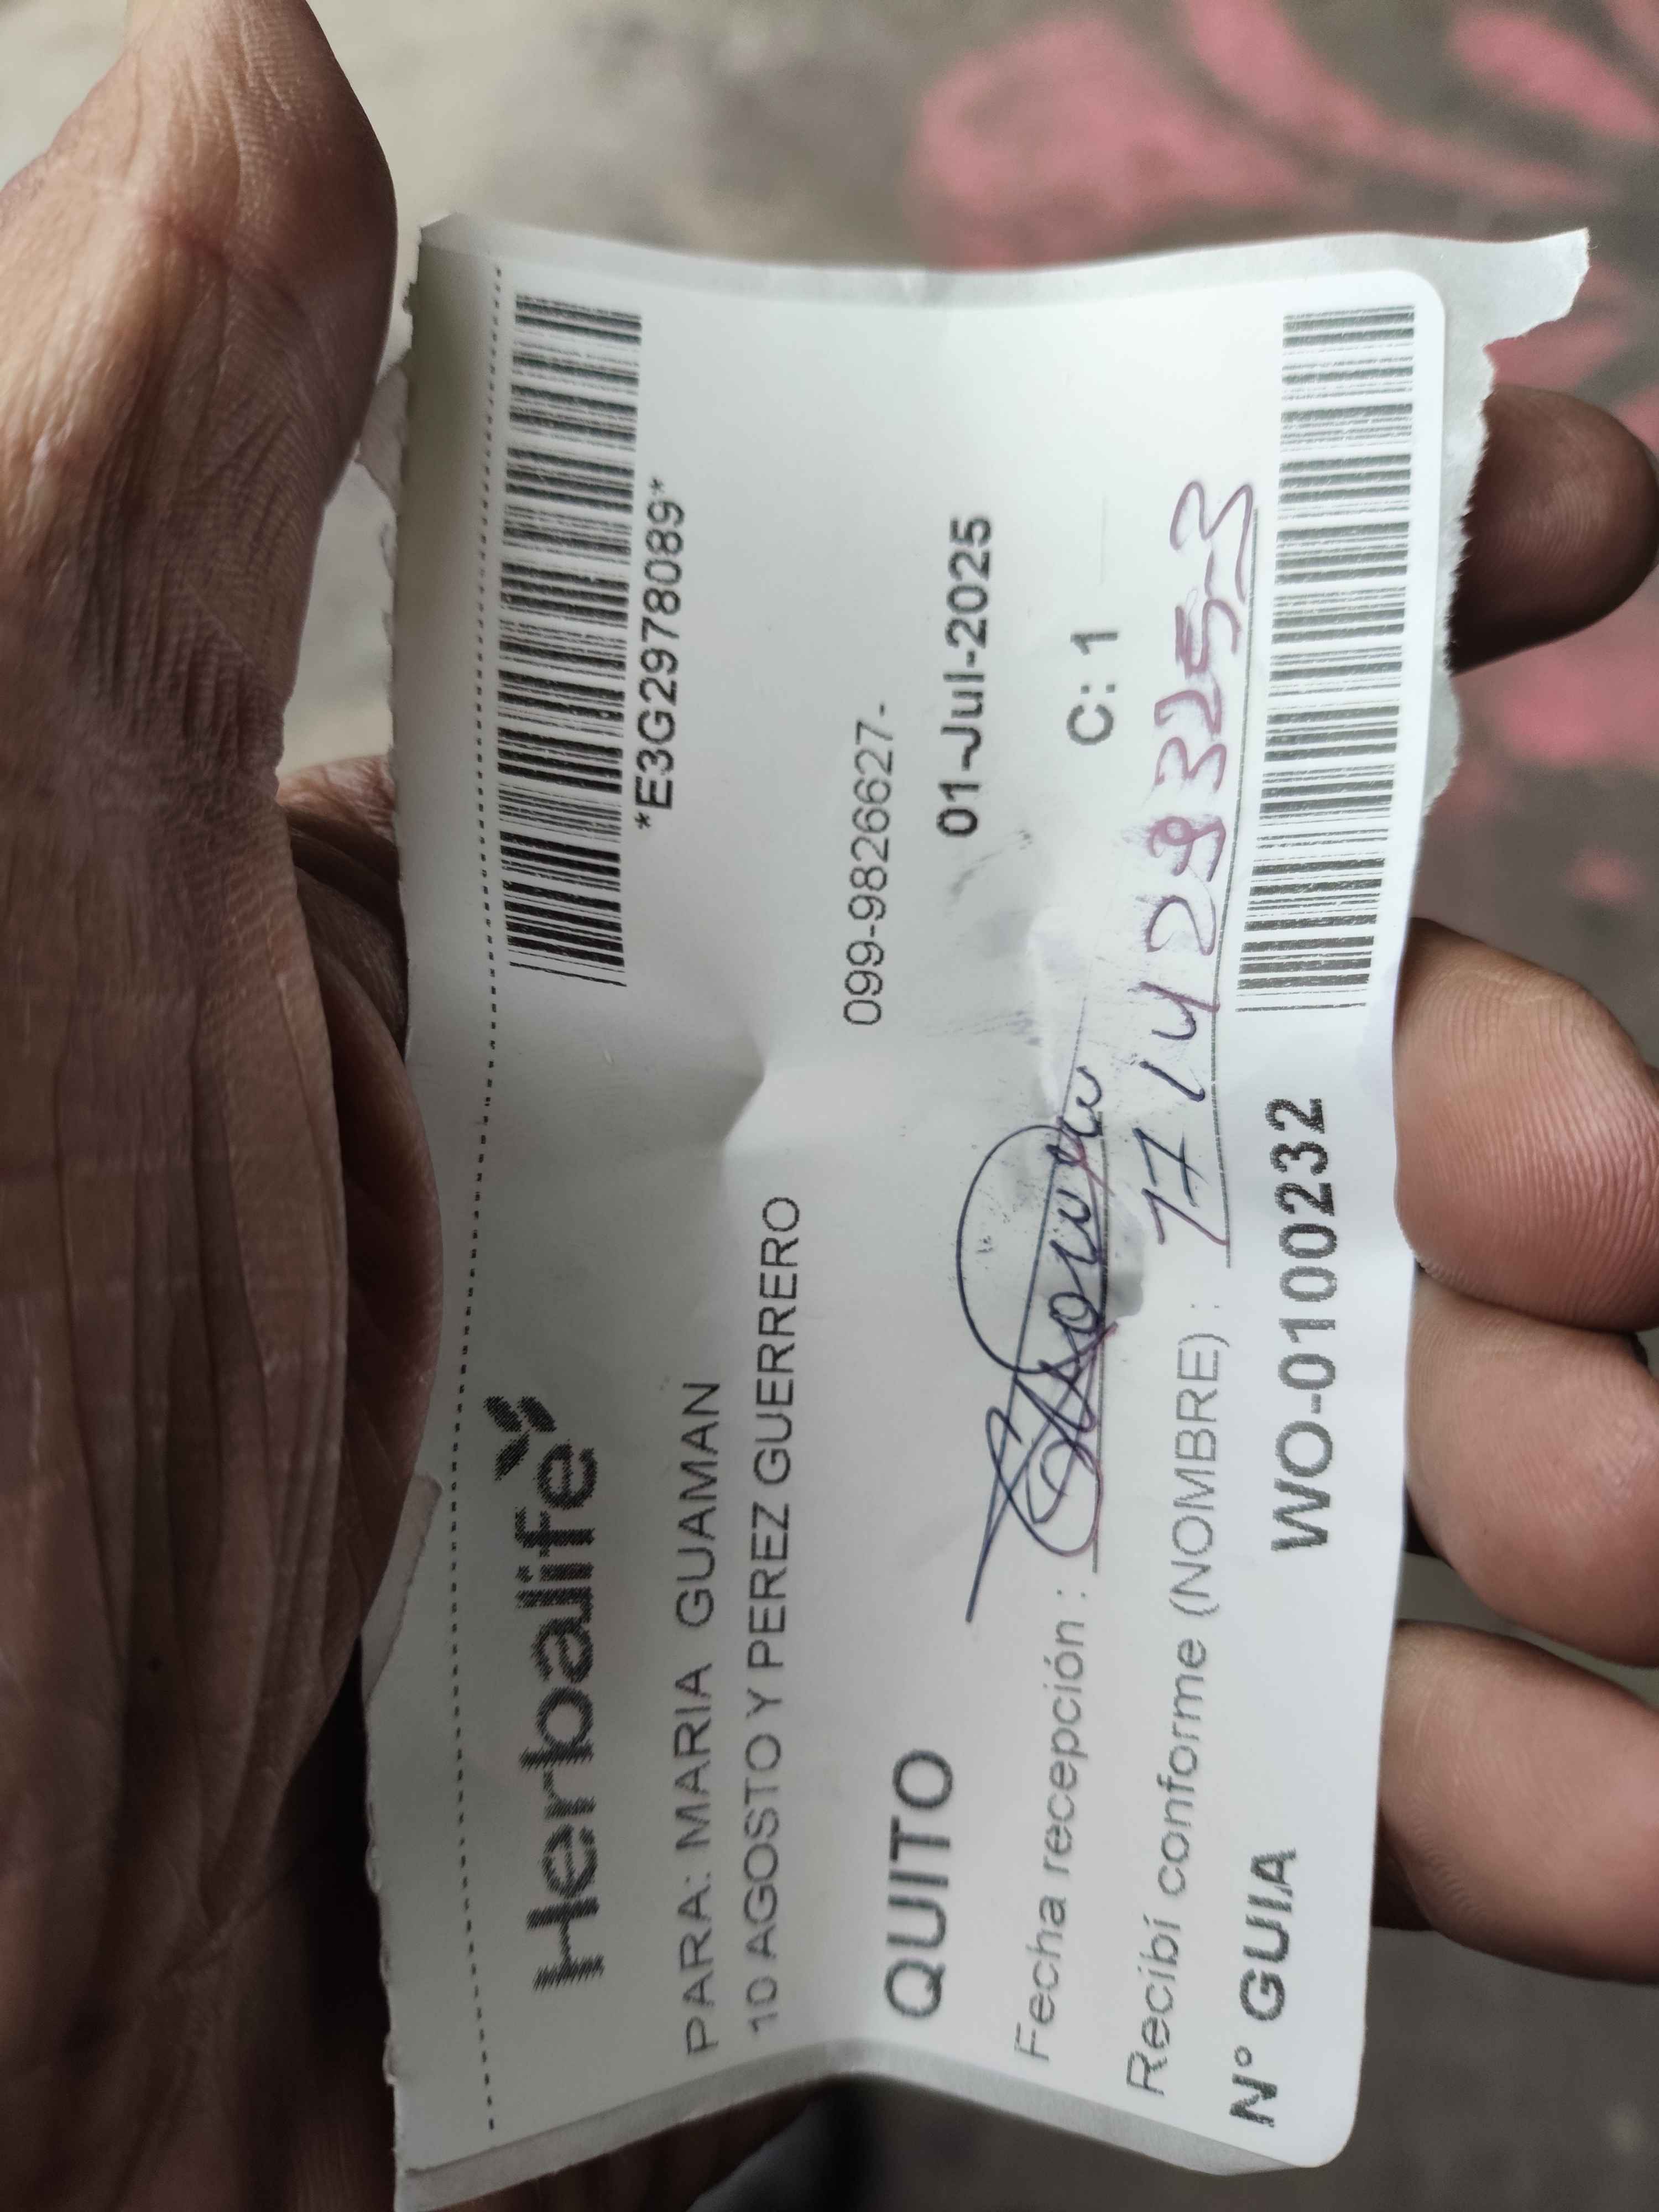 Herbalife
*E3G2978089*
PARA: MARIA GUAMAN
10 AGOSTO Y PEREZ GUERRERO
099-9826627-
QUITO
01-Jul-2025
Fecha recepción :
C: 1
Recibí conforme (NOMBRE) : 1714293253
N° GUIA WO-0100232